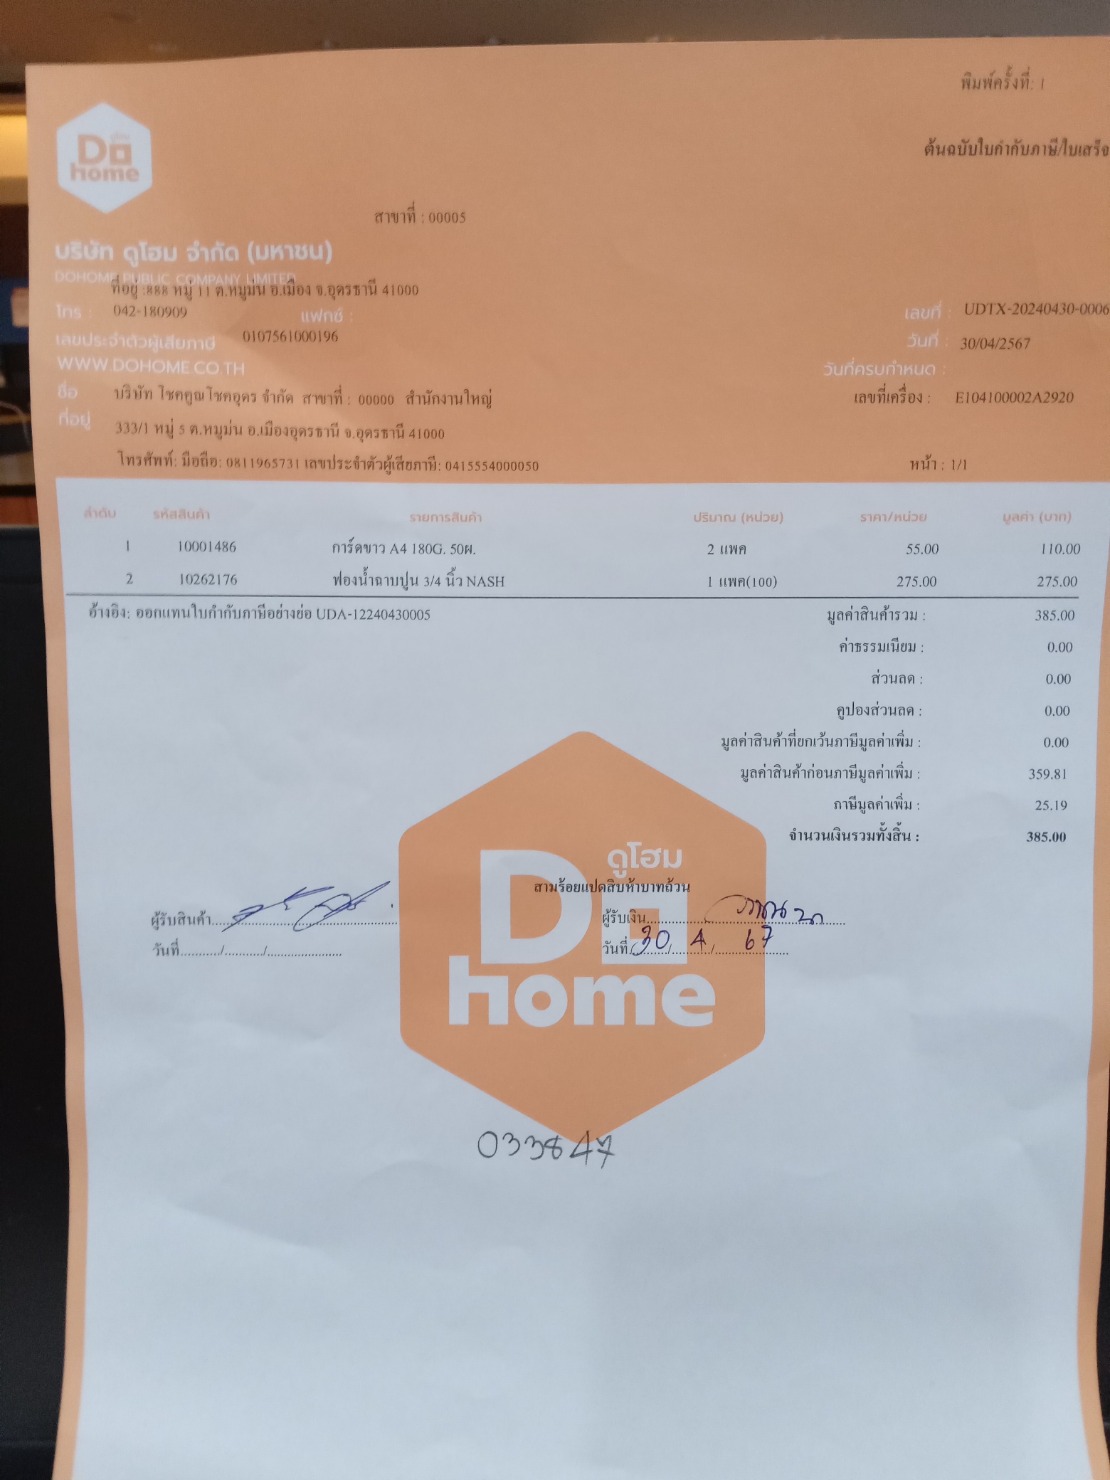 พิมพ์ครั้งที่: 1
ต้นฉบับใบกำกับภาษี/ใบเสร็จ
ดูโฮม
Do
home
สาขาที่ : 00005
บริษัท ดูโฮม จำกัด (มหาชน)
DOHOME PUBLIC COMPANY LIMITED
ที่อยู่ :888 หมู่ 11 ต.หมูม่น อ.เมือง จ.อุดรธานี 41000
โทร : 042-180909 แฟกซ์ :
เลขที่ : UDTX-20240430-0006
เลขประจำตัวผู้เสียภาษี 0107561000196
วันที่ : 30/04/2567
WWW.DOHOME.CO.TH
วันที่ครบกำหนด :
ชื่อ บริษัท โชคคูณโชคอุดร จำกัด สาขาที่ : 00000 สำนักงานใหญ่
เลขที่เครื่อง : E104100002A2920
ที่อยู่ 333/1 หมู่ 5 ต.หมูม่น อ.เมืองอุดรธานี จ.อุดรธานี 41000
โทรศัพท์: มือถือ: 0811965731 เลขประจำตัวผู้เสียภาษี: 0415554000050
หน้า : 1/1
ลำดับ รหัสสินค้า รายการสินค้า ปริมาณ (หน่วย) ราคา/หน่วย มูลค่า (บาท)
1 10001486 การ์ดขาว A4 180G. 50ผ. 2 แพค 55.00 110.00
2 10262176 ฟองน้ำฉาบปูน 3/4 นิ้ว NASH 1 แพค(100) 275.00 275.00
อ้างอิง: ออกแทนใบกำกับภาษีอย่างย่อ UDA-12240430005
มูลค่าสินค้ารวม : 385.00
ค่าธรรมเนียม : 0.00
ส่วนลด : 0.00
คูปองส่วนลด : 0.00
มูลค่าสินค้าที่ยกเว้นภาษีมูลค่าเพิ่ม : 0.00
มูลค่าสินค้าก่อนภาษีมูลค่าเพิ่ม : 359.81
ภาษีมูลค่าเพิ่ม : 25.19
จำนวนเงินรวมทั้งสิ้น : 385.00
ดูโฮม
Do
home
สามร้อยแปดสิบห้าบาทถ้วน
ผู้รับสินค้า
ผู้รับเงิน
วันที่ ........../........../..........
วันที่ 30/ 4 / 67
033847